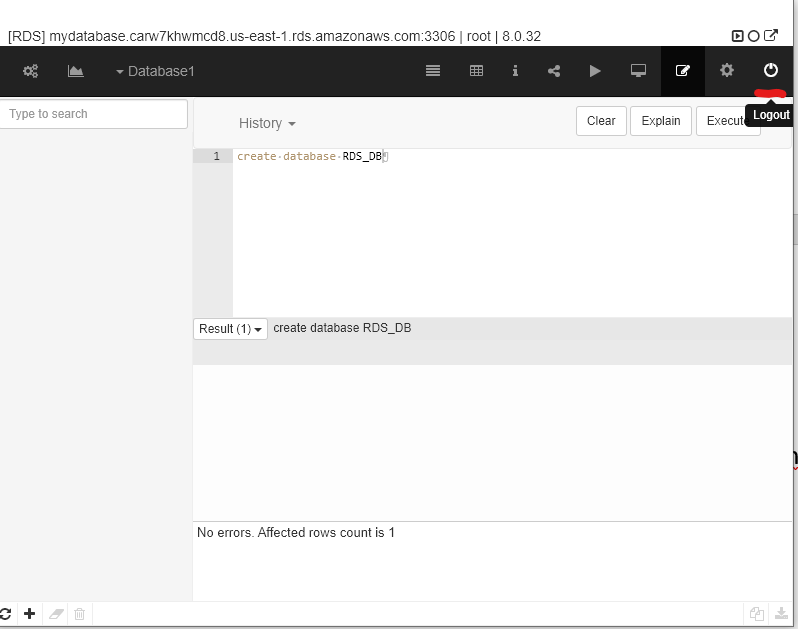 [RDS] mydatabase.carw7khwmcd8.us-east-1.rds.amazonaws.com:3306 | root | 8.0.32
Database1
Logout
Type to search
History
Clear
Explain
Execute
1
create database RDS_DB
Result (1)
create database RDS_DB
No errors. Affected rows count is 1